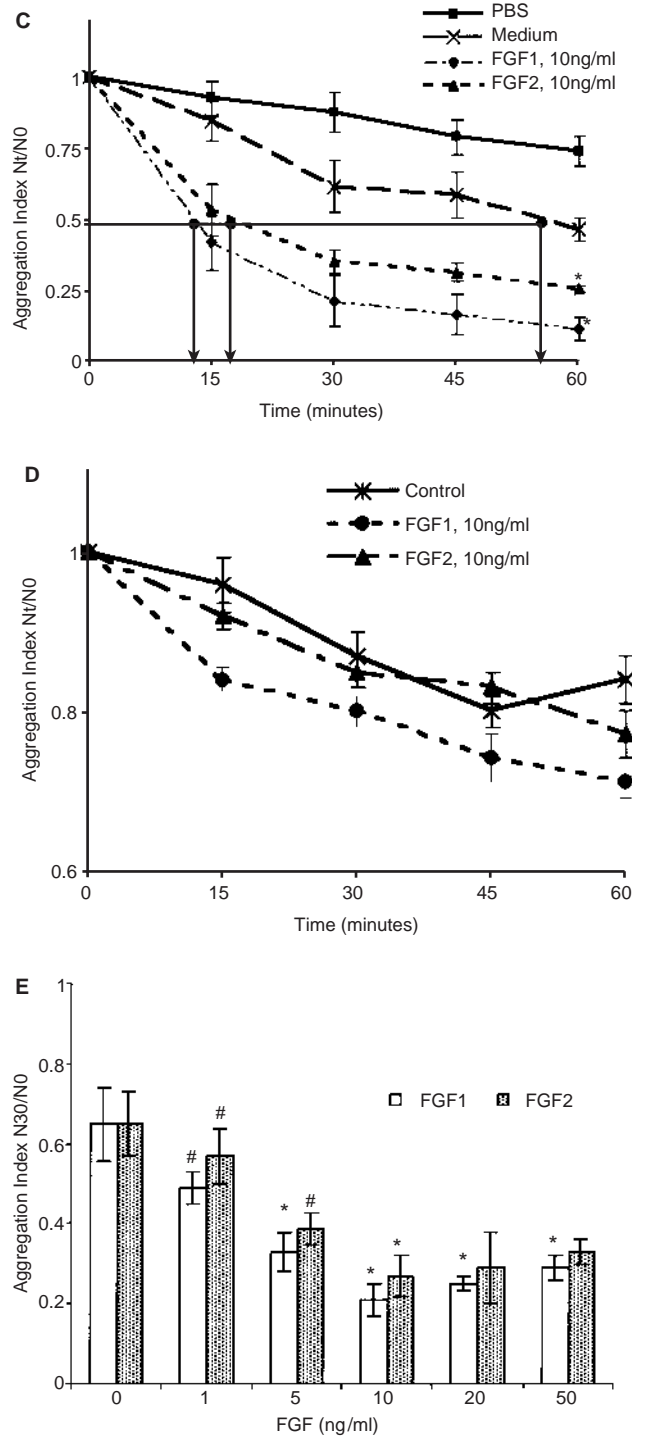 C
PBS
Medium
FGF1, 10ng/ml
FGF2, 10ng/ml
Aggregation Index Nt/N0
1
0.75
0.5
0.25
0
*
*
0 15 30 45 60
Time (minutes)
D
Control
FGF1, 10ng/ml
FGF2, 10ng/ml
Aggregation Index Nt/N0
1
0.8
0.6
0 15 30 45 60
Time (minutes)
E
Aggregation Index N30/N0
1
0.8
0.6
0.4
0.2
0
FGF1 FGF2
# #
* #
* *
*
*
0 1 5 10 20 50
FGF (ng/ml)